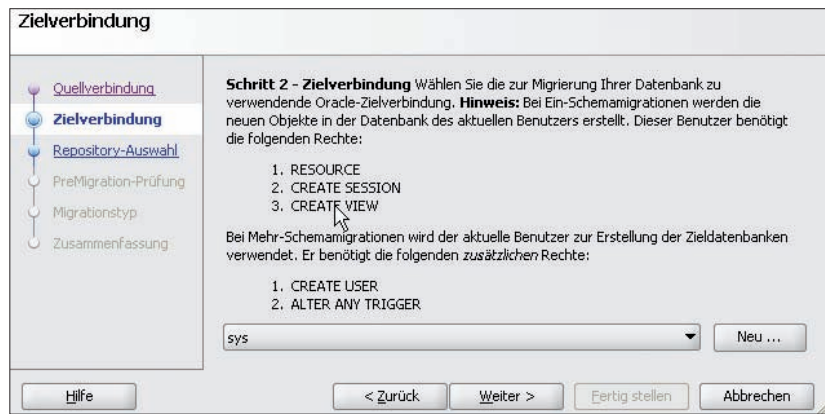 Zielverbindung
Quellverbindung
Zielverbindung
Repository-Auswahl
PreMigration-Prüfung
Migrationstyp
Zusammenfassung
Schritt 2 - Zielverbindung Wählen Sie die zur Migrierung Ihrer Datenbank zu
verwendende Oracle-Zielverbindung. Hinweis: Bei Ein-Schemamigrationen werden die
neuen Objekte in der Datenbank des aktuellen Benutzers erstellt. Dieser Benutzer benötigt
die folgenden Rechte:
1. RESOURCE
2. CREATE SESSION
3. CREATE VIEW
Bei Mehr-Schemamigrationen wird der aktuelle Benutzer zur Erstellung der Zieldatenbanken
verwendet. Er benötigt die folgenden zusätzlichen Rechte:
1. CREATE USER
2. ALTER ANY TRIGGER
sys
Neu ...
Hilfe
< Zurück
Weiter >
Fertig stellen
Abbrechen